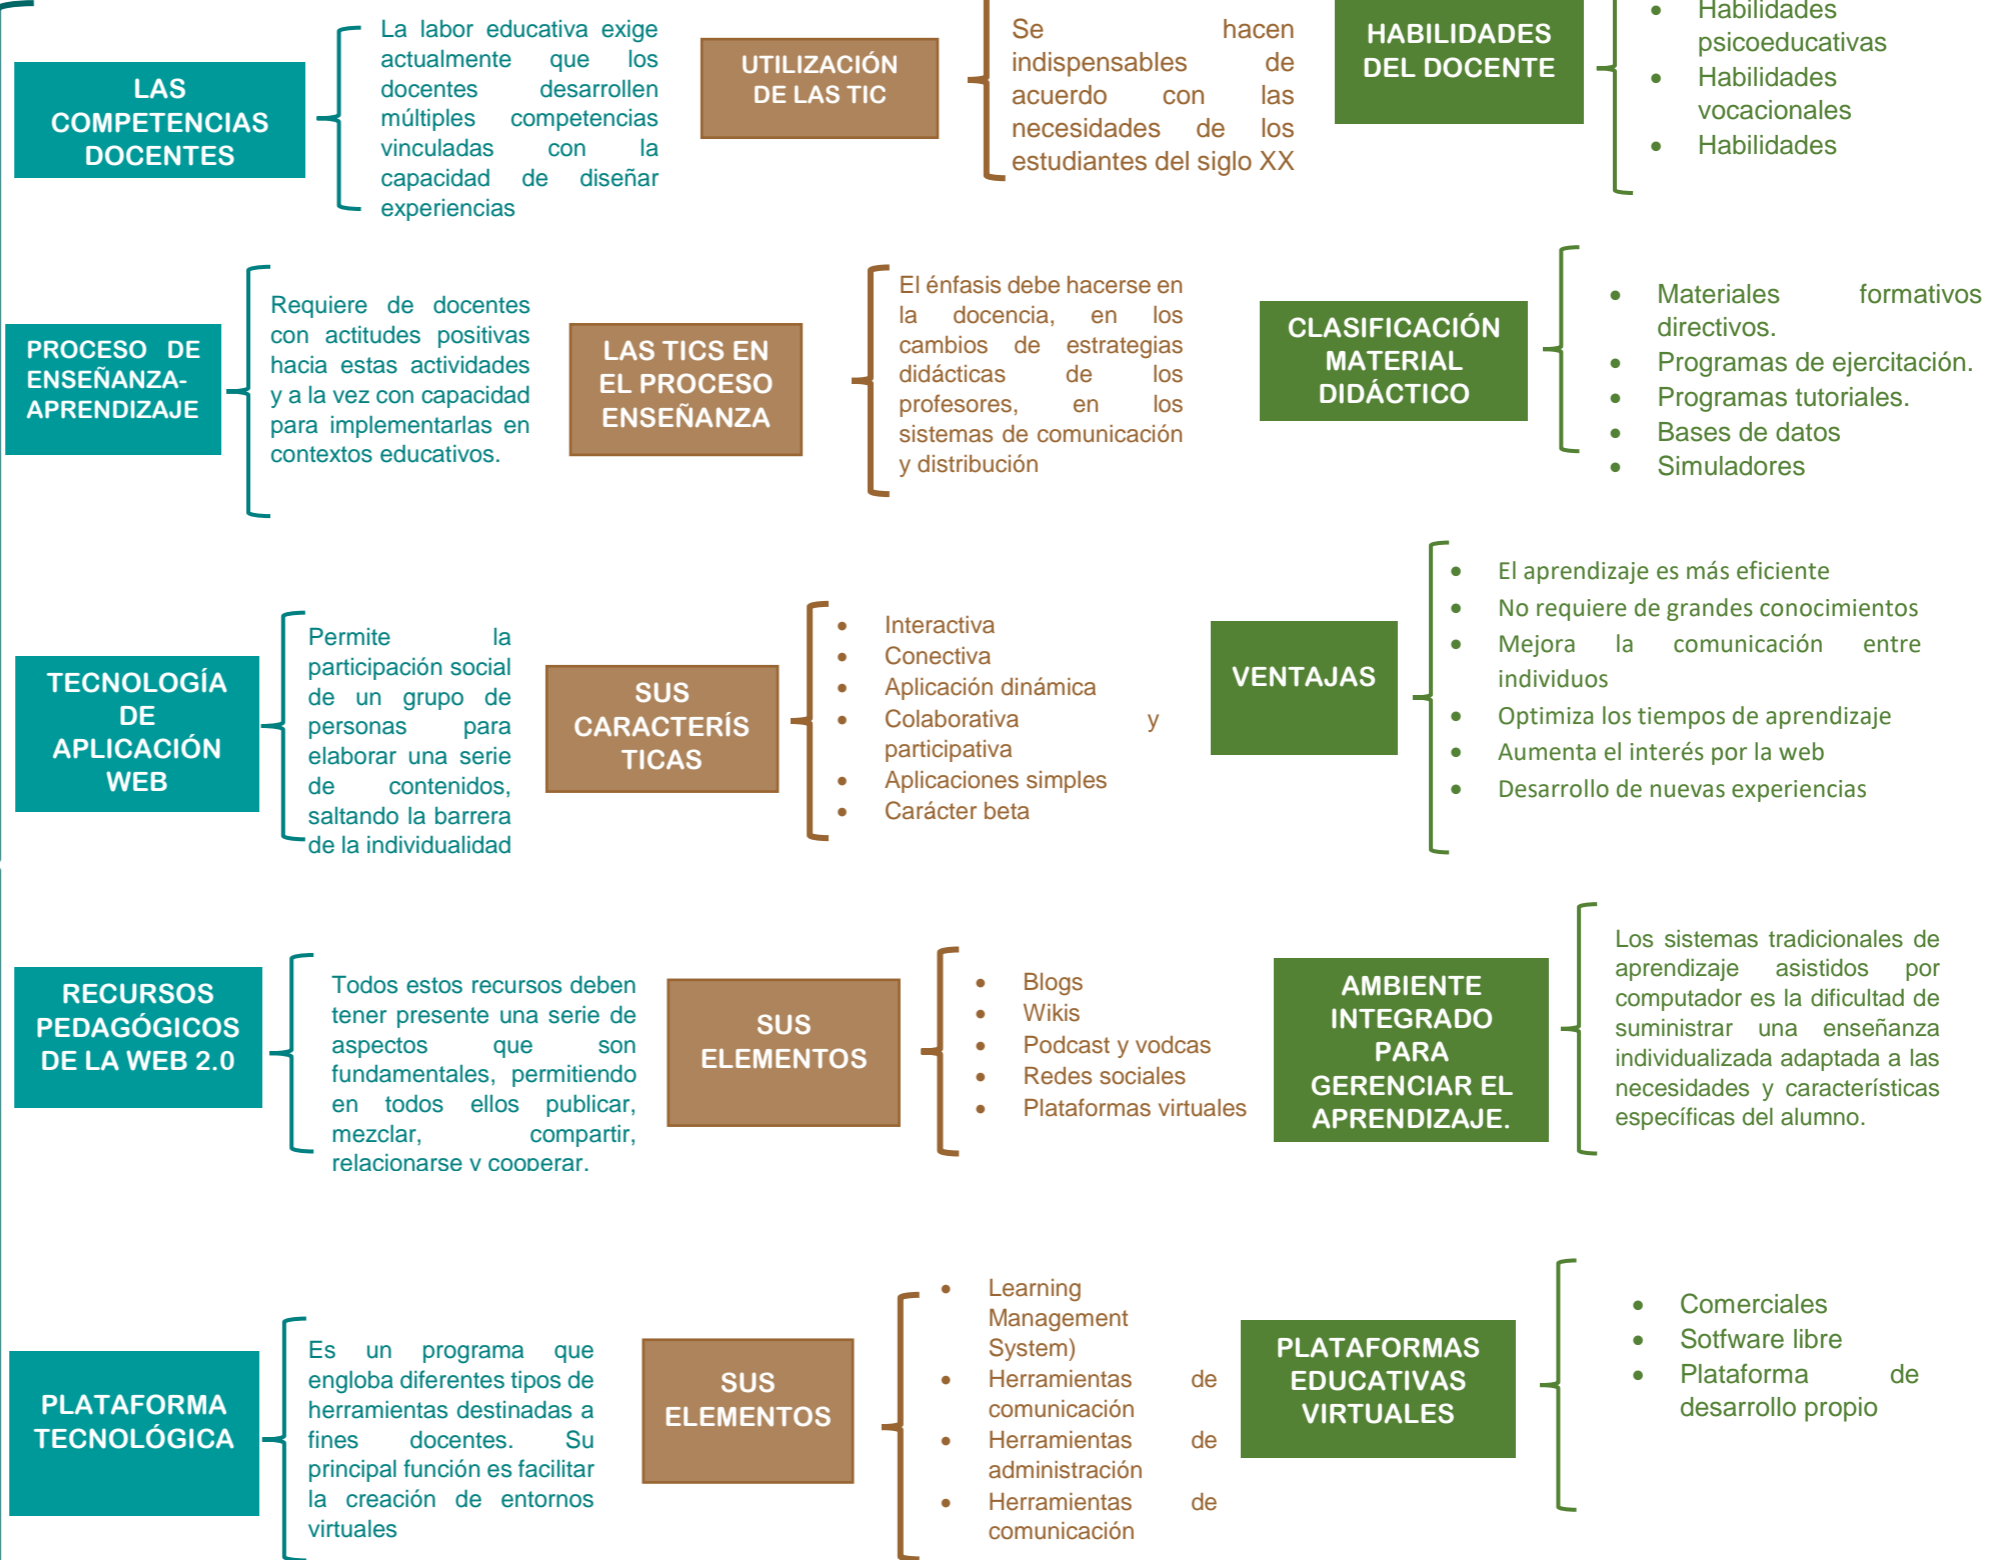 LAS
COMPETENCIAS
DOCENTES
La labor educativa exige
actualmente que los
docentes desarrollen
múltiples competencias
vinculadas con la
capacidad de diseñar
experiencias
UTILIZACIÓN
DE LAS TIC
Se hacen
indispensables de
acuerdo con las
necesidades de los
estudiantes del siglo XX
HABILIDADES
DEL DOCENTE
• Habilidades
psicoeducativas
• Habilidades
vocacionales
• Habilidades
PROCESO DE
ENSEÑANZA-
APRENDIZAJE
Requiere de docentes
con actitudes positivas
hacia estas actividades
y a la vez con capacidad
para implementarlas en
contextos educativos.
LAS TICS EN
EL PROCESO
ENSEÑANZA
El énfasis debe hacerse en
la docencia, en los
cambios de estrategias
didácticas de los
profesores, en los
sistemas de comunicación
y distribución
CLASIFICACIÓN
MATERIAL
DIDÁCTICO
• Materiales formativos
directivos.
• Programas de ejercitación.
• Programas tutoriales.
• Bases de datos
• Simuladores
TECNOLOGÍA
DE
APLICACIÓN
WEB
Permite la
participación social
de un grupo de
personas para
elaborar una serie
de contenidos,
saltando la barrera
de la individualidad
SUS
CARACTERÍS
TICAS
• Interactiva
• Conectiva
• Aplicación dinámica
• Colaborativa y
participativa
• Aplicaciones simples
• Carácter beta
VENTAJAS
• El aprendizaje es más eficiente
• No requiere de grandes conocimientos
• Mejora la comunicación entre
individuos
• Optimiza los tiempos de aprendizaje
• Aumenta el interés por la web
• Desarrollo de nuevas experiencias
RECURSOS
PEDAGÓGICOS
DE LA WEB 2.0
Todos estos recursos deben
tener presente una serie de
aspectos que son
fundamentales, permitiendo
en todos ellos publicar,
mezclar, compartir,
relacionarse y cooperar.
SUS
ELEMENTOS
• Blogs
• Wikis
• Podcast y vodcas
• Redes sociales
• Plataformas virtuales
AMBIENTE
INTEGRADO
PARA
GERENCIAR EL
APRENDIZAJE.
Los sistemas tradicionales de
aprendizaje asistidos por
computador es la dificultad de
suministrar una enseñanza
individualizada adaptada a las
necesidades y características
específicas del alumno.
PLATAFORMA
TECNOLÓGICA
Es un programa que
engloba diferentes tipos de
herramientas destinadas a
fines docentes. Su
principal función es facilitar
la creación de entornos
virtuales
SUS
ELEMENTOS
• Learning
Management
System)
• Herramientas de
comunicación
• Herramientas de
administración
• Herramientas de
comunicación
PLATAFORMAS
EDUCATIVAS
VIRTUALES
• Comerciales
• Sotfware libre
• Plataforma de
desarrollo propio